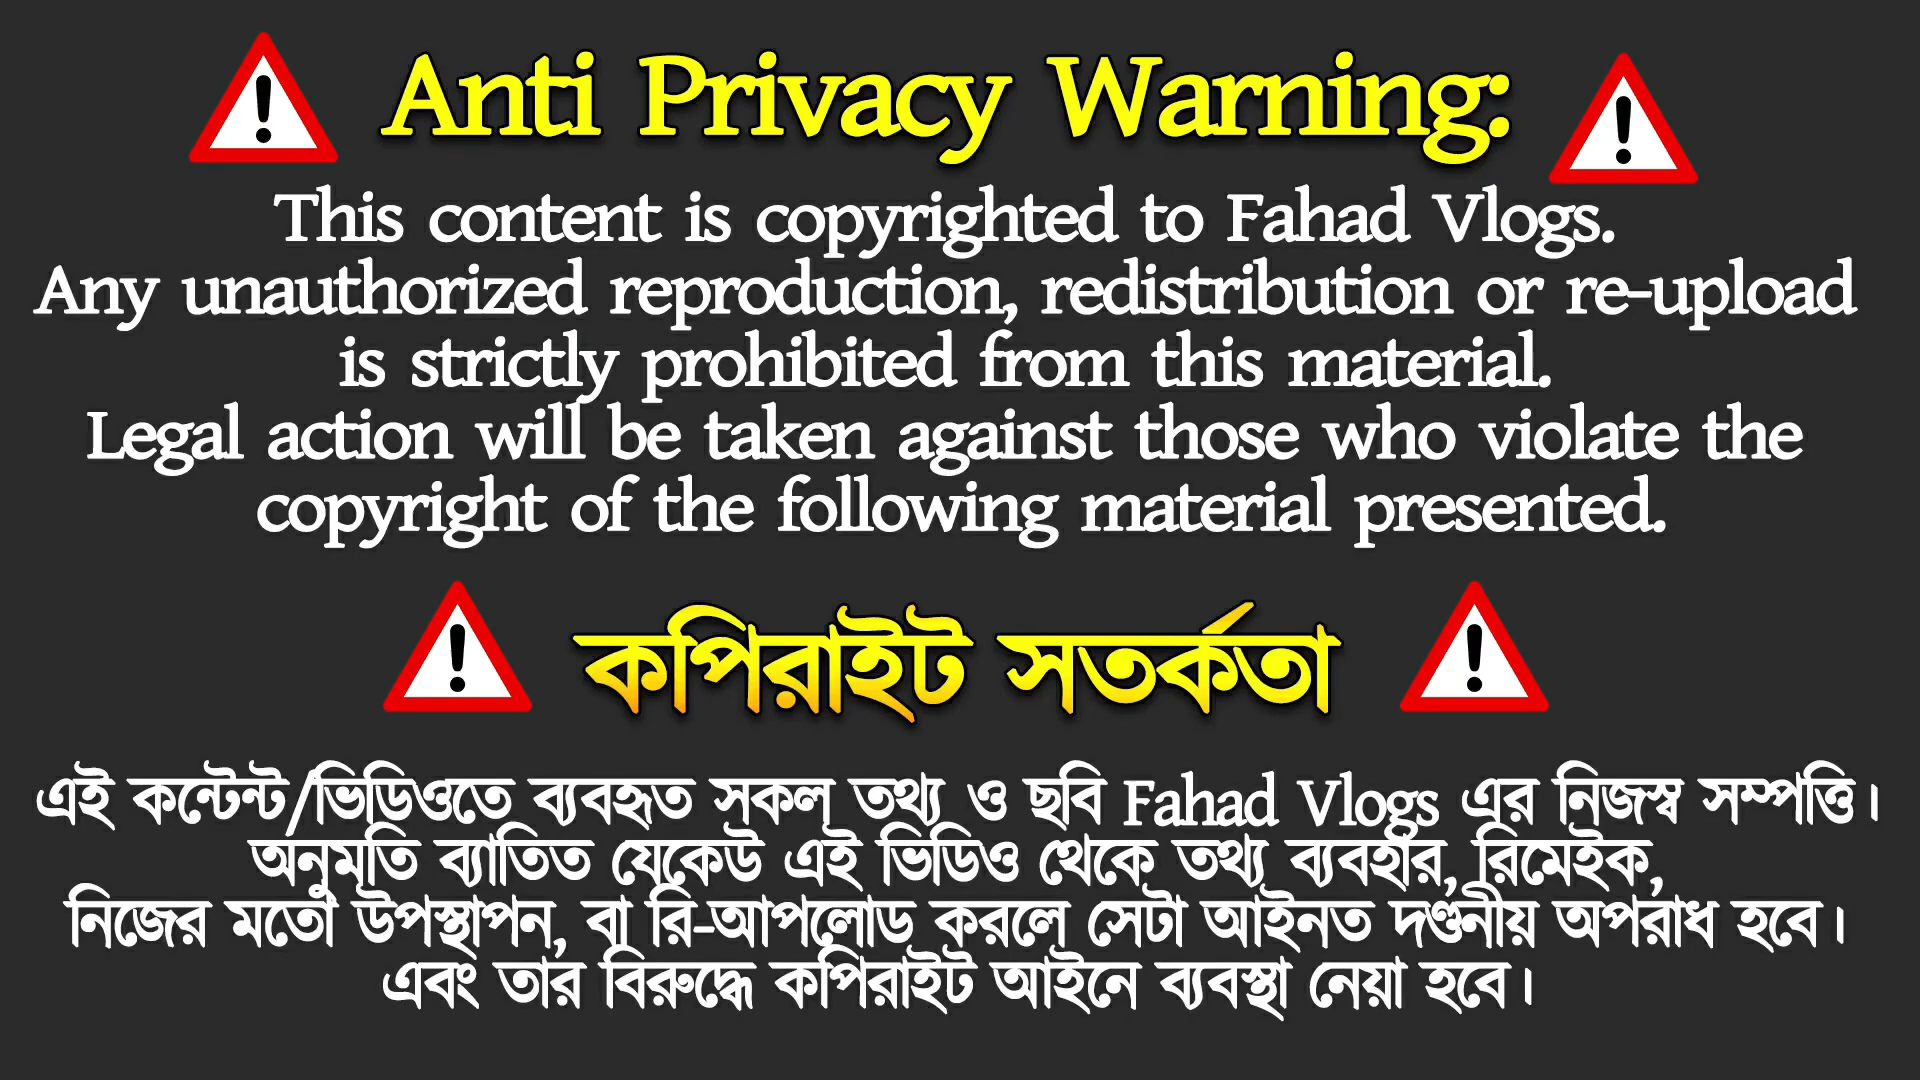 Anti Privacy Warning:
This content is copyrighted to Fahad Vlogs.
Any unauthorized reproduction, redistribution or re-upload
is strictly prohibited from this material.
Legal action will be taken against those who violate the
copyright of the following material presented.
কপিরাইট সতর্কতা
এই কন্টেন্ট/ভিডিওতে ব্যবহৃত সকল তথ্য ও ছবি Fahad Vlogs এর নিজস্ব সম্পত্তি।
অনুমতি ব্যাতিত যেকেউ এই ভিডিও থেকে তথ্য ব্যবহার, রিমেইক,
নিজের মতো উপস্থাপন, বা রি-আপলোড করলে সেটা আইনত দণ্ডনীয় অপরাধ হবে।
এবং তার বিরুদ্ধে কপিরাইট আইনে ব্যবস্থা নেয়া হবে।